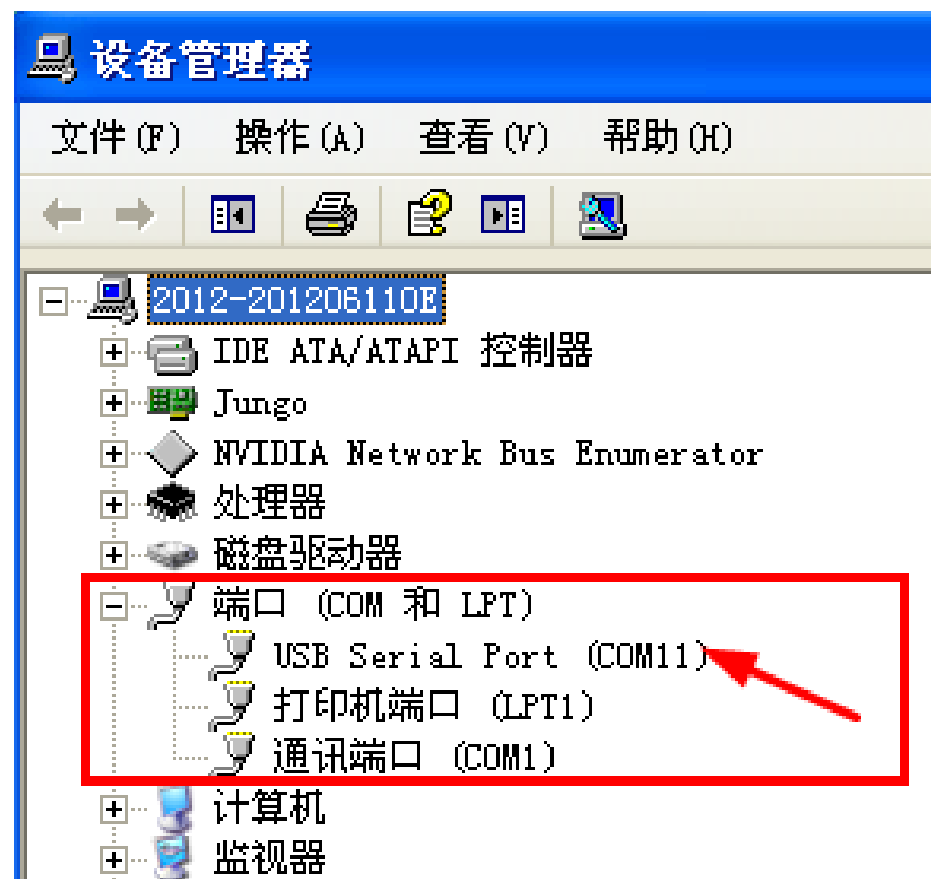 设备管理器
文件(F) 操作(A) 查看(V) 帮助(H)
2012-201206110E
IDE ATA/ATAPI 控制器
Jungo
NVIDIA Network Bus Enumerator
处理器
磁盘驱动器
端口 (COM 和 LPT)
USB Serial Port (COM11)
打印机端口 (LPT1)
通讯端口 (COM1)
计算机
监视器